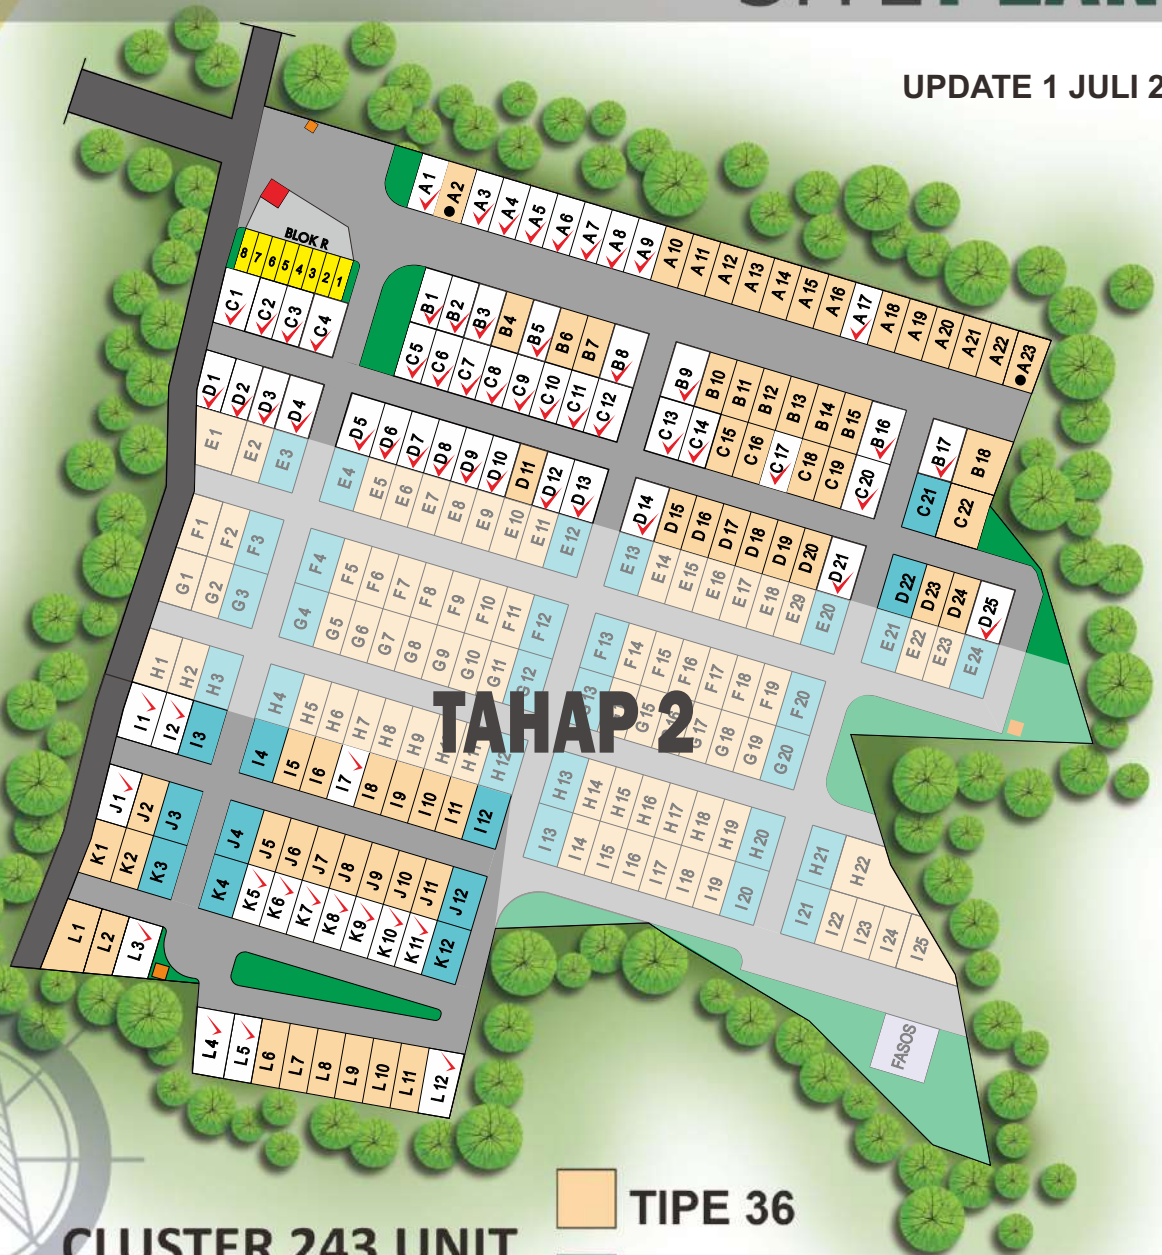 UPDATE 1 JULI 2
A1 A2 A3 A4 A5 A6 A7 A8 A9 A10 A11 A12 A13 A14 A15 A16 A17 A18 A19 A20 A21 A22 A23
BLOK R
8 7 6 5 4 3 2 1
C1 C2 C3 C4
B1 B2 B3 B4 B5 B6 B7 B8
C5 C6 C7 C8 C9 C10 C11 C12
B9 B10 B11 B12 B13 B14 B15 B16
C13 C14 C15 C16 C17 C18 C19 C20
B17 B18
C21 C22
D1 D2 D3 D4
E1 E2 E3
D5 D6 D7 D8 D9 D10 D11 D12 D13
E4 E5 E6 E7 E8 E9 E10 E11 E12
D14 D15 D16 D17 D18 D19 D20 D21
E13 E14 E15 E16 E17 E18 E29 E20
D22 D23 D24 D25
E21 E22 E23 E24
F1 F2 F3
G1 G2 G3
F4 F5 F6 F7 F8 F9 F10 F11 F12
G4 G5 G6 G7 G8 G9 G10 G11 G12
F13 F14 F15 F16 F17 F18 F19 F20
G15 G18 G19 G20
TAHAP 2
H1 H2 H3
I1 I2 I3
H4 H5 H6 H7 H8 H9 H12
I4 I5 I6 I7 I8 I9 I10 I11 I12
H13 H14 H15 H16 H17 H18 H19 H20
I13 I14 I15 I16 I17 I18 I19 I20
H21 H22
I21 I22 I23 I24 I25
J1 J2 J3
K1 K2 K3
J4 J5 J6 J7 J8 J9 J10 J11 J12
K4 K5 K6 K7 K8 K9 K10 K11 K12
L1 L2 L3
L4 L5 L6 L7 L8 L9 L10 L11 L12
FASOS
TIPE 36
CLUSTER 243 UNIT